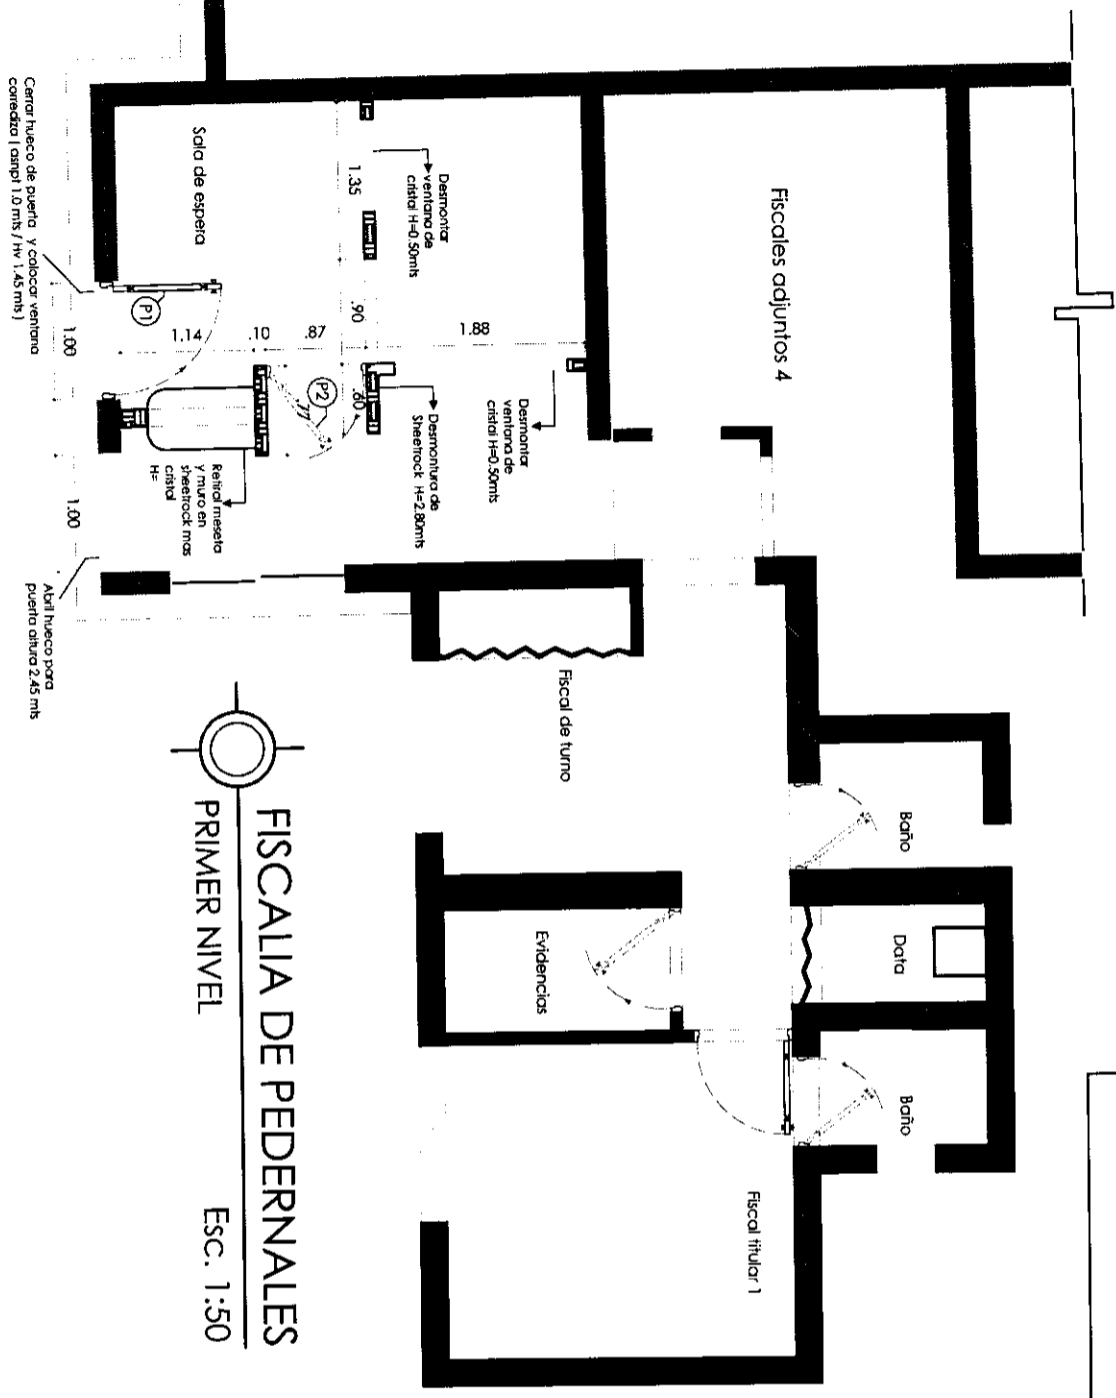 Fiscales adjuntos 4
Desmontar
ventana de
cristal H=0.50mts
Sala de espera
1.35
.90
1.88
Desmontar
ventana de
cristal H=0.50mts
P1
1.14
.10
.87
P2
.60
Desmontura de
Sheetrock H=2.80mts
Cerrar hueco de puerta y colocar ventana
corrediza ( asnpt 1.0 mts / Hv 1.45 mts )
1.00
Retiral meseta
y muro en
sheetrock mas
cristal
H=
1.00
Abril hueco para
puerta altura 2.45 mts
Fiscal de turno
Baño
Data
Evidencias
Baño
Fiscal titular 1
FISCALIA DE PEDERNALES
PRIMER NIVEL
Esc. 1:50